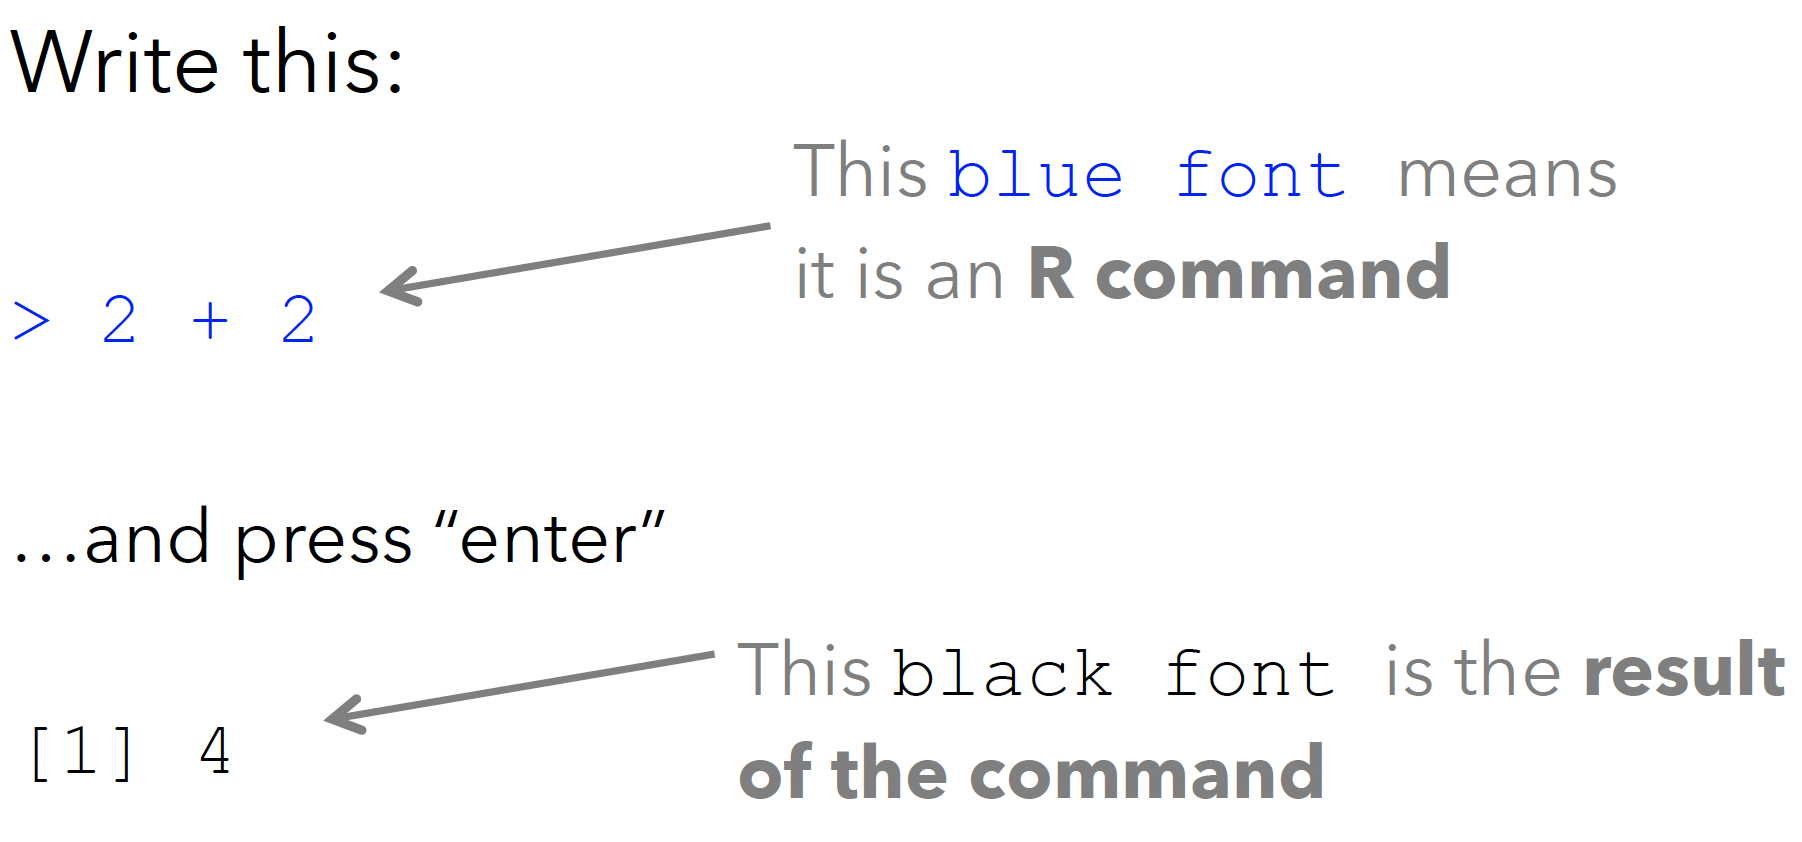 Write this:
This blue font means
it is an R command
> 2 + 2
…and press “enter”
This black font is the result
of the command
[1] 4